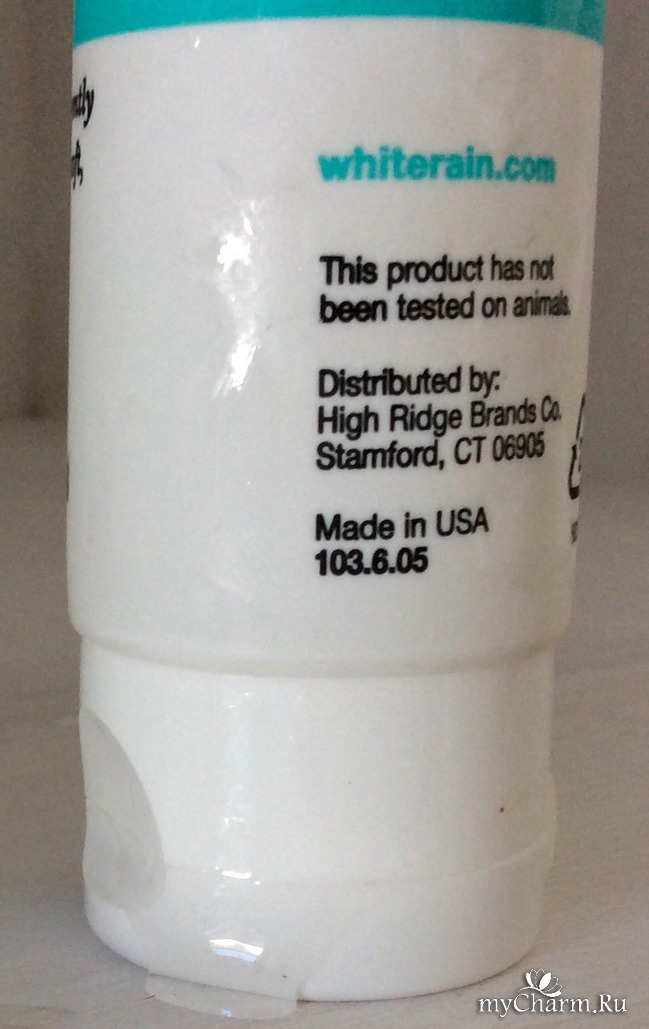 whiterain.com
This product has not
been tested on animals.
Distributed by:
High Ridge Brands Co.
Stamford, CT 06905
Made in USA
103.6.05
myCharm.Ru